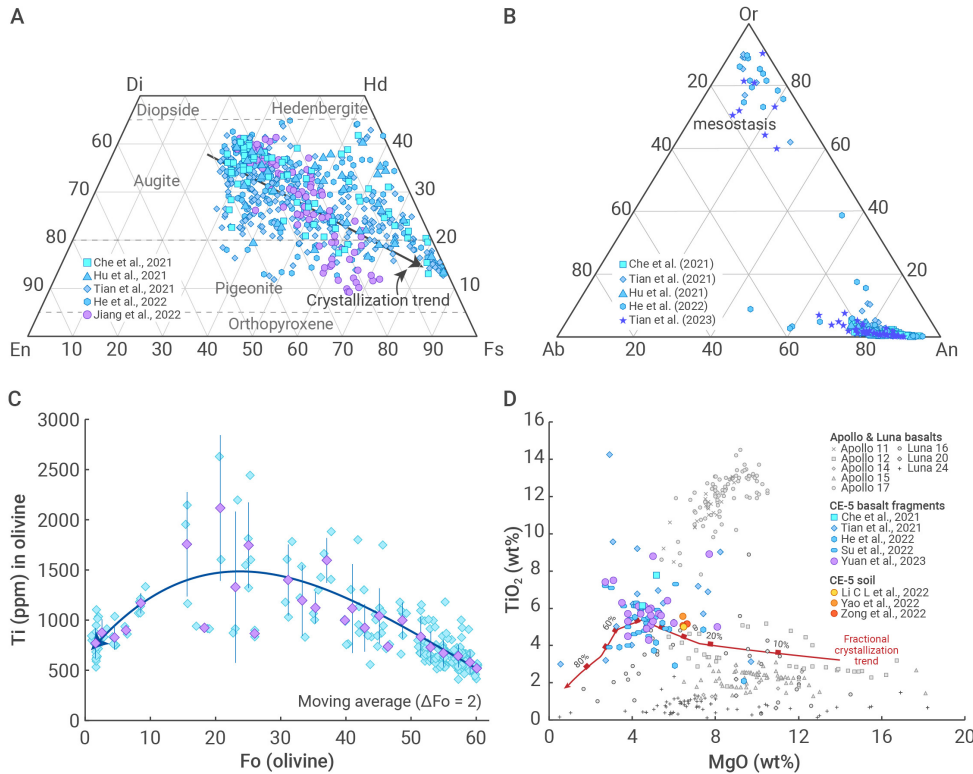 A
Di
Hd
Diopside
Hedenbergite
60
40
Augite
70
30
80
20
Che et al., 2021
Hu et al., 2021
Tian et al., 2021
He et al., 2022
Jiang et al., 2022
90
Pigeonite
10
Crystallization trend
Orthopyroxene
En
10
20
30
40
50
60
70
80
90
Fs
B
Or
20
80
mesostasis
40
60
60
40
80
20
Che et al. (2021)
Tian et al. (2021)
Hu et al. (2021)
He et al. (2022)
Tian et al. (2023)
Ab
20
40
60
80
An
C
3000
2500
2000
1500
1000
500
0
Ti (ppm) in olivine
Moving average (ΔFo = 2)
0
10
20
30
40
50
60
Fo (olivine)
D
16
14
12
10
8
6
4
2
0
TiO2 (wt%)
Apollo & Luna basalts
Apollo 11
Luna 16
Apollo 12
Luna 20
Apollo 14
Luna 24
Apollo 15
Apollo 17
CE-5 basalt fragments
Che et al., 2021
Tian et al., 2021
He et al., 2022
Su et al., 2022
Yuan et al., 2023
CE-5 soil
Li C L et al., 2022
Yao et al., 2022
Zong et al., 2022
80%
60%
20%
10%
Fractional
crystallization
trend
0
4
8
12
16
20
MgO (wt%)